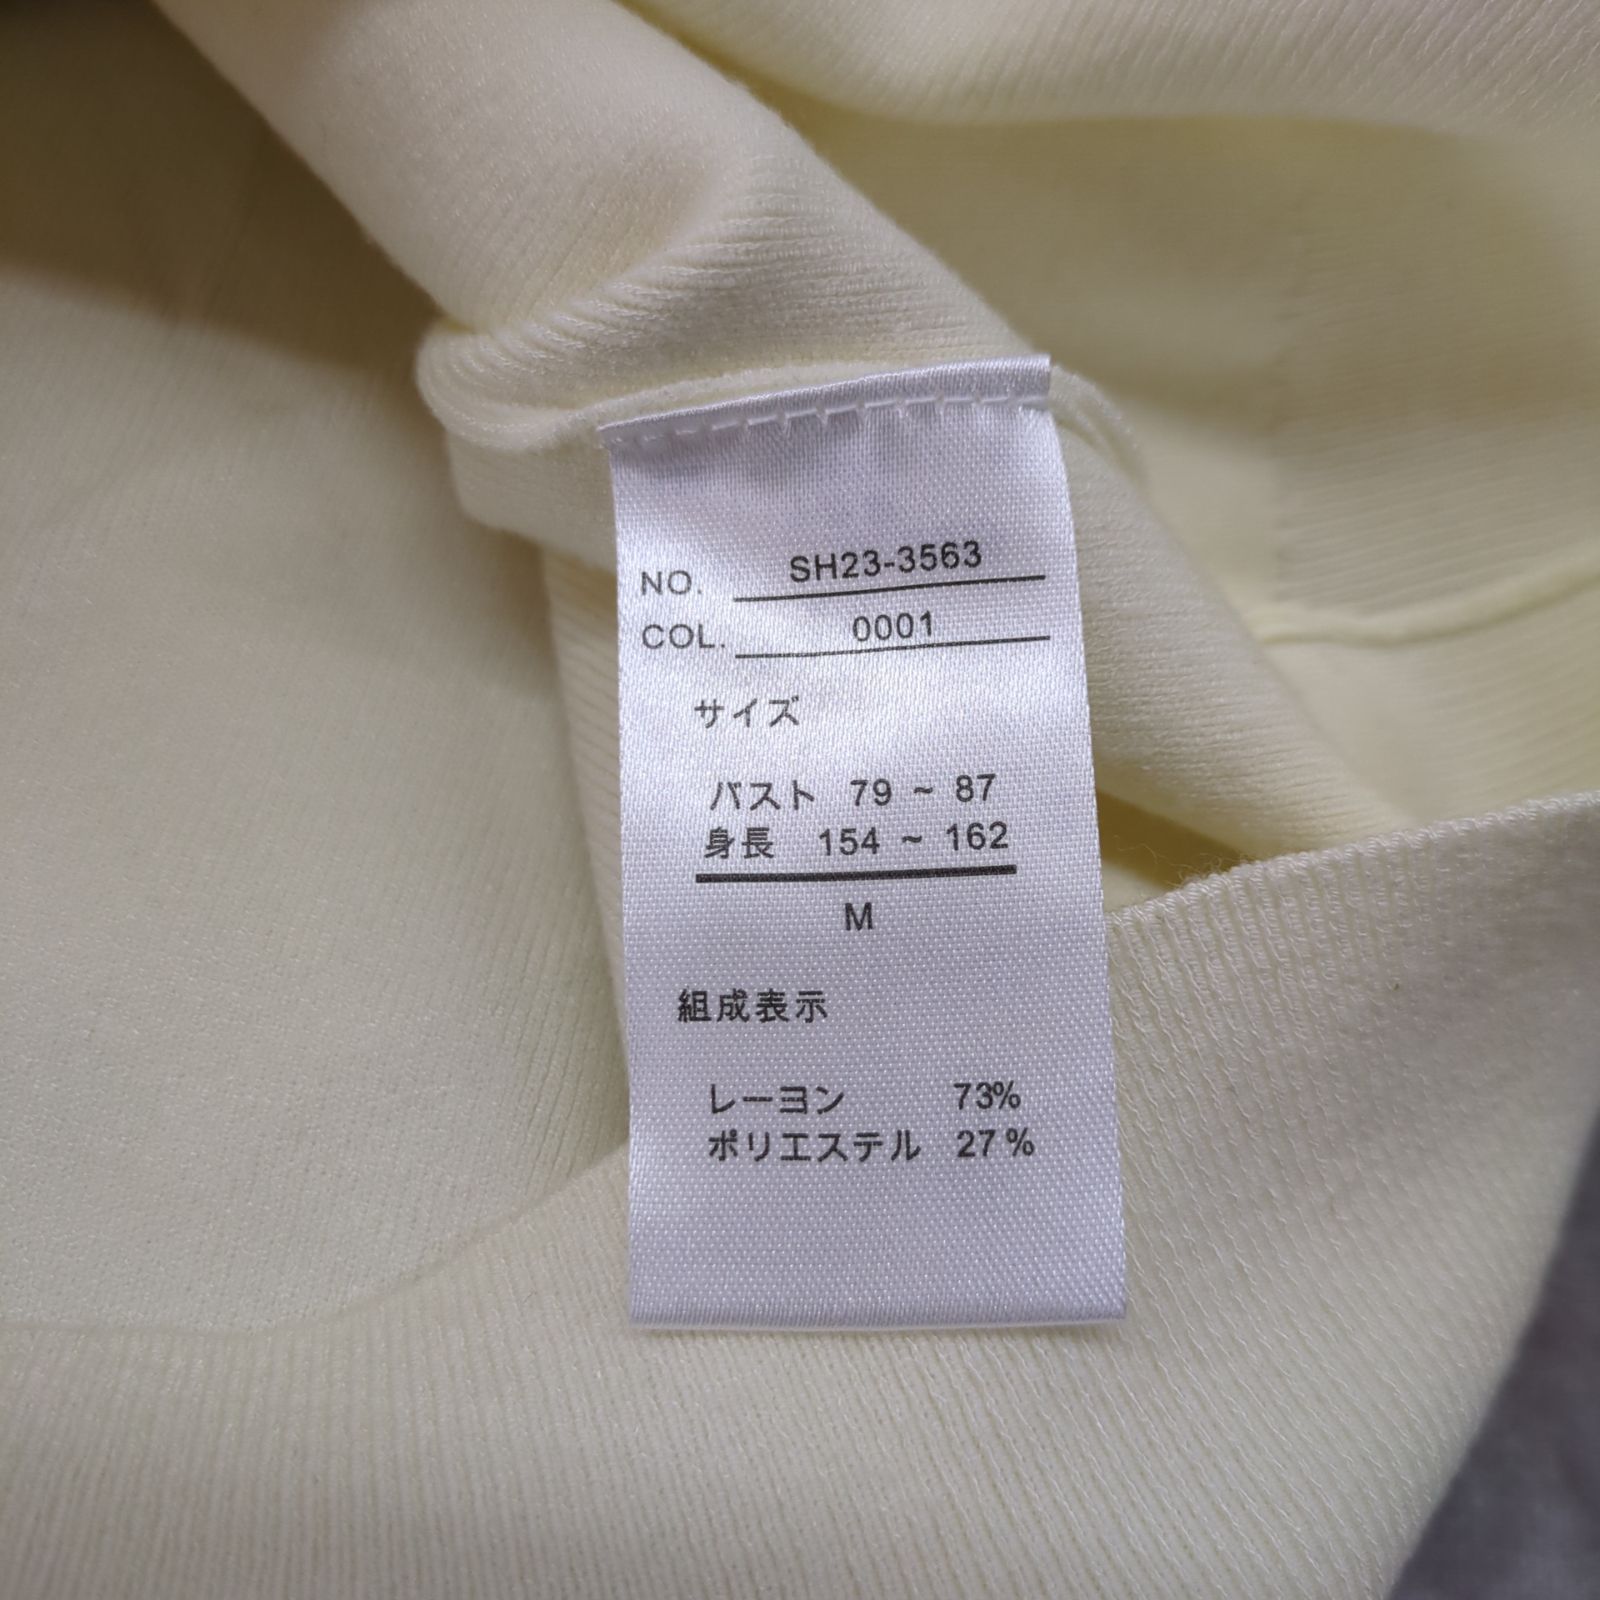 NO. SH23-3563
COL. 0001
サイズ
バスト 79 ~ 87
身長 154 ~ 162
M
組成表示
レーヨン 73%
ポリエステル 27%